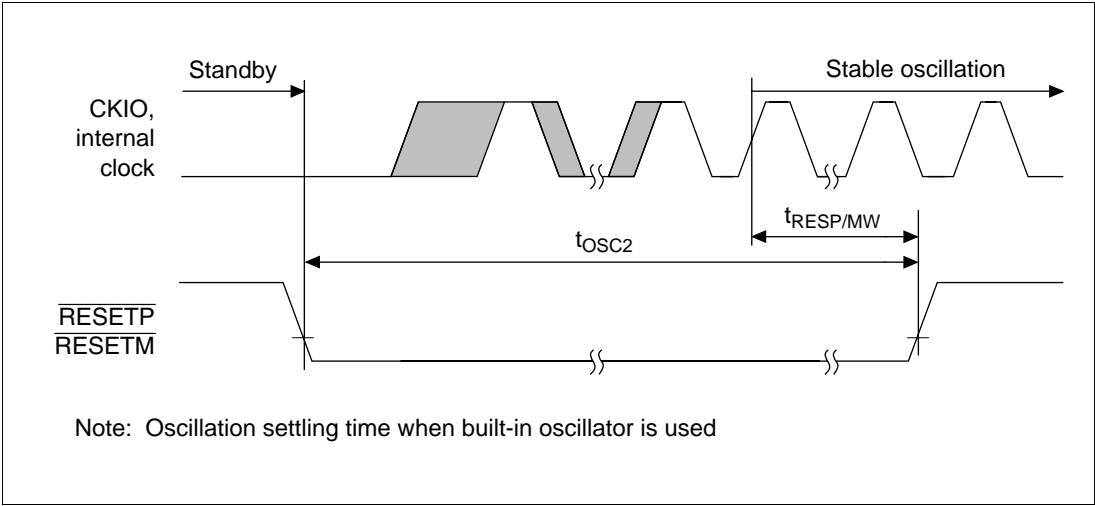 Standby
Stable oscillation
CKIO,
internal
clock
tRESP/MW
tOSC2
RESETP
RESETM
Note: Oscillation settling time when built-in oscillator is used